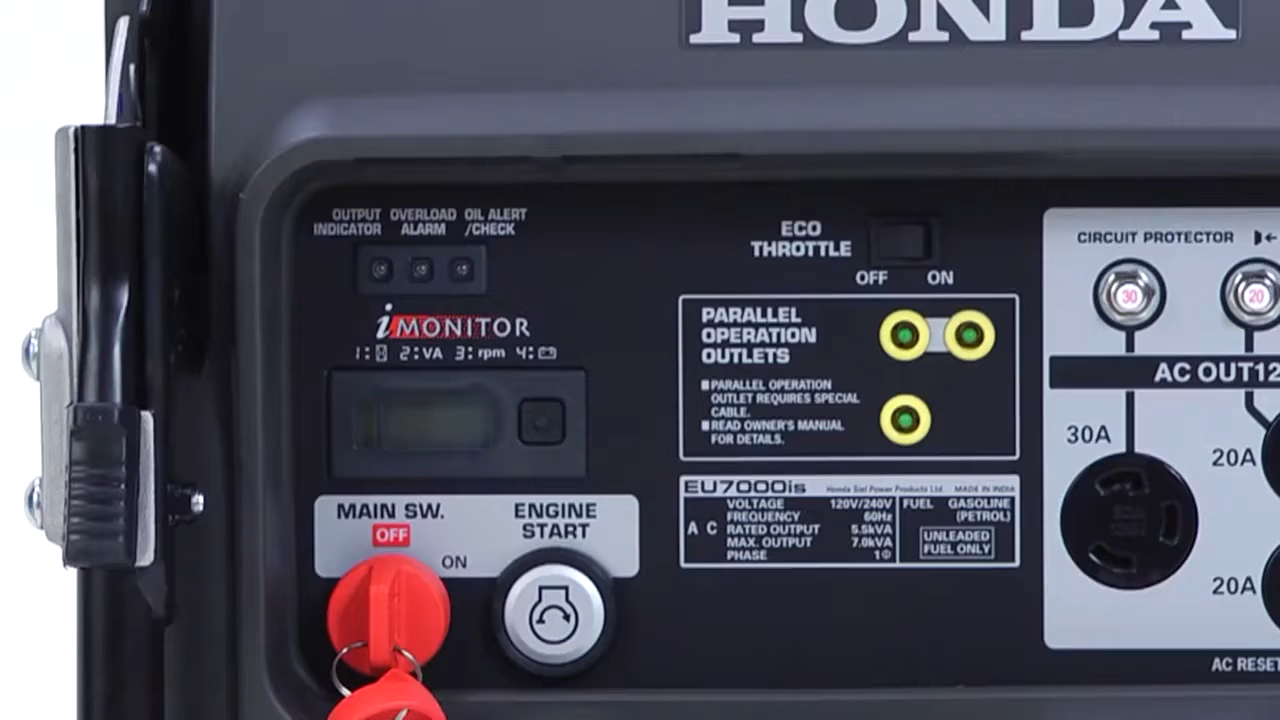 HONDA
OUTPUT INDICATOR
OVERLOAD ALARM
OIL ALERT /CHECK
iMONITOR
1: 2:VA 3:rpm 4:
MAIN SW.
OFF
ON
ENGINE START
ECO THROTTLE
OFF ON
PARALLEL
OPERATION
OUTLETS
PARALLEL OPERATION
OUTLET REQUIRES SPECIAL
CABLE.
READ OWNER'S MANUAL
FOR DETAILS.
EU7000is Honda Siel Power Products Ltd. MADE IN INDIA
AC
VOLTAGE 120V/240V
FREQUENCY 60Hz
RATED OUTPUT 5.5kVA
MAX. OUTPUT 7.0kVA
PHASE 1Φ
FUEL GASOLINE
(PETROL)
UNLEADED
FUEL ONLY
CIRCUIT PROTECTOR
30
20
AC OUT12
30A
20A
20A
AC RESET